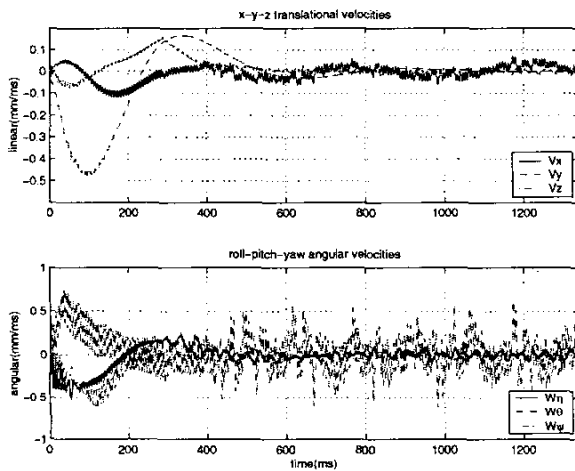 x-y-z translational velocities
linear(mm/ms)
0.1
0
-0.1
-0.2
-0.3
-0.4
-0.5
0 200 400 600 800 1000 1200
Vx
Vy
Vz
roll-pitch-yaw angular velocities
angular(mm/ms)
1
0.5
0
-0.5
-1
0 200 400 600 800 1000 1200
time(ms)
Wη
Wθ
Wψ